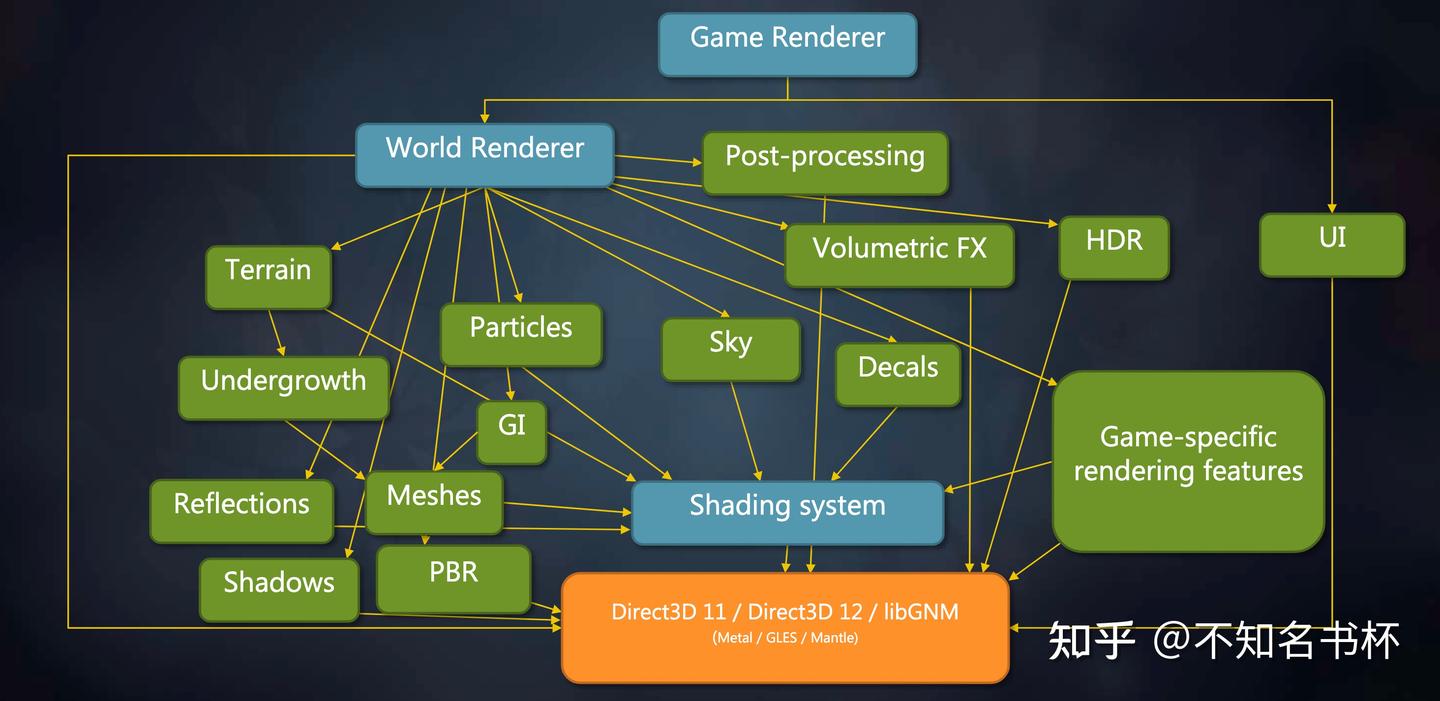 Game Renderer
World Renderer
Post-processing
Volumetric FX
HDR
UI
Terrain
Particles
Sky
Decals
Undergrowth
GI
Game-specific
rendering features
Reflections
Meshes
Shading system
Shadows
PBR
Direct3D 11 / Direct3D 12 / libGNM
(Metal / GLES / Mantle)
知乎 @不知名书杯